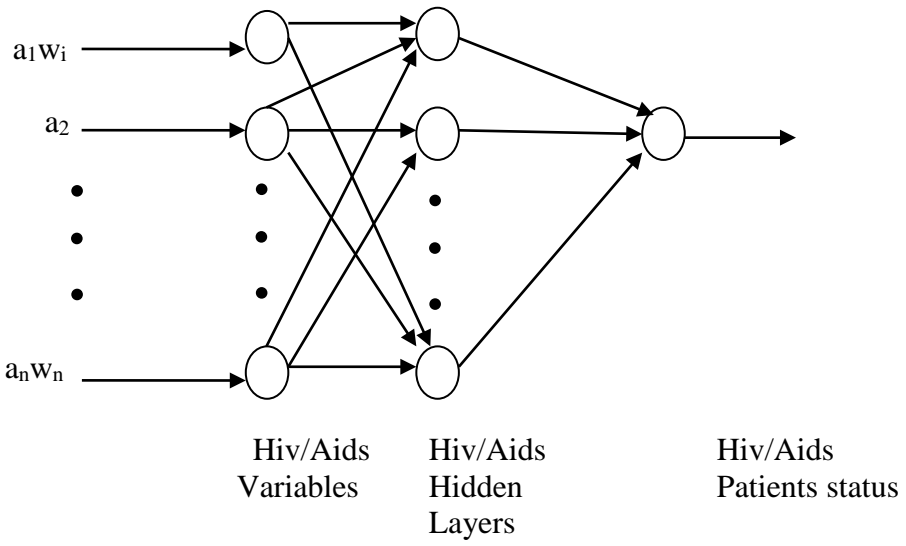 a₁wᵢ
a₂
aₙwₙ
Hiv/Aids
Variables
Hiv/Aids
Hidden
Layers
Hiv/Aids
Patients status